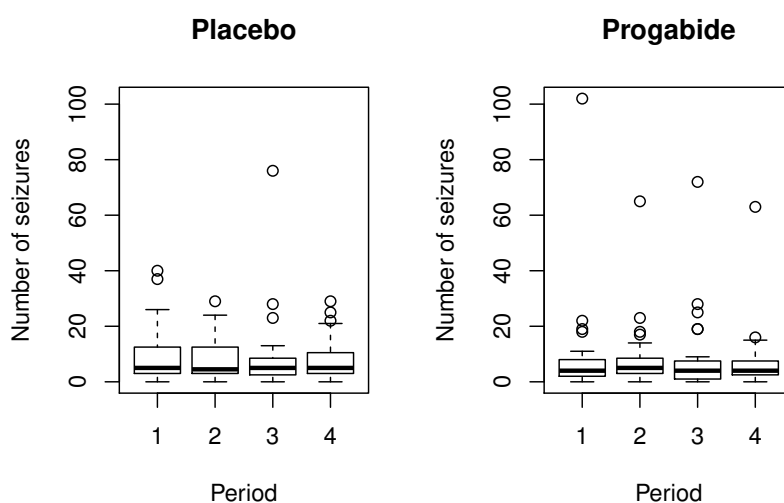 Placebo
Number of seizures
0 20 40 60 80 100
1 2 3 4
Period
Progabide
Number of seizures
0 20 40 60 80 100
1 2 3 4
Period